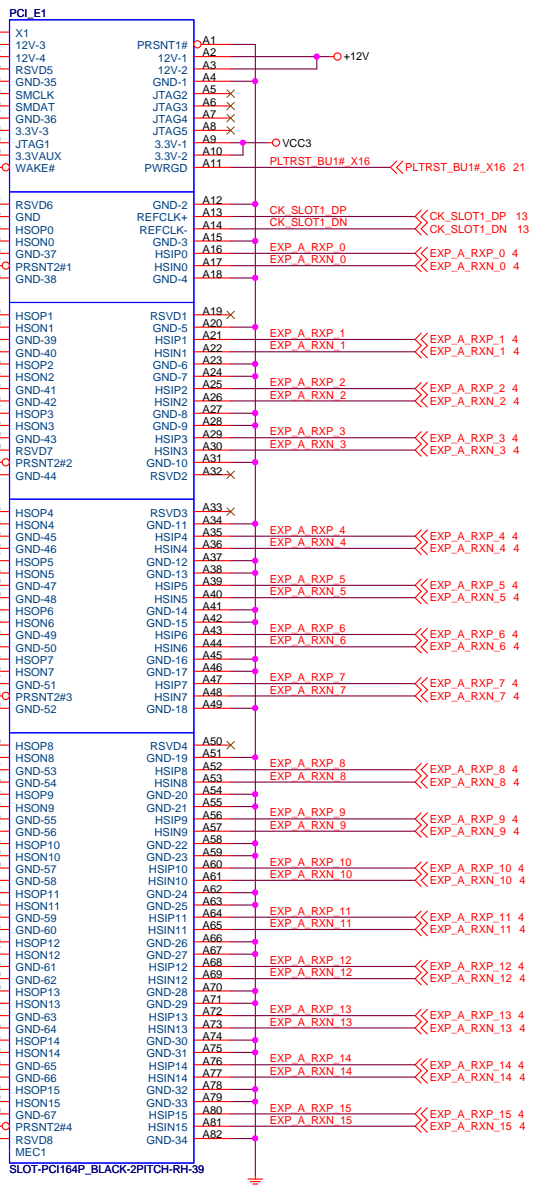 PCI_E1
X1
12V-3 PRSNT1# A1
12V-4 12V-1 A2 +12V
RSVD5 12V-2 A3
GND-35 GND-1 A4
SMCLK JTAG2 A5
SMDAT JTAG3 A6
GND-36 JTAG4 A7
3.3V-3 JTAG5 A8
JTAG1 3.3V-1 A9 VCC3
3.3VAUX 3.3V-2 A10
WAKE# PWRGD A11 PLTRST_BU1#_X16 PLTRST_BU1#_X16 21
RSVD6 GND-2 A12
GND REFCLK+ A13 CK_SLOT1_DP CK_SLOT1_DP 13
HSOP0 REFCLK- A14 CK_SLOT1_DN CK_SLOT1_DN 13
HSON0 GND-3 A15
GND-37 HSIP0 A16 EXP_A_RXP_0 EXP_A_RXP_0 4
PRSNT2#1 HSIN0 A17 EXP_A_RXN_0 EXP_A_RXN_0 4
GND-38 GND-4 A18
HSOP1 RSVD1 A19
HSON1 GND-5 A20
GND-39 HSIP1 A21 EXP_A_RXP_1 EXP_A_RXP_1 4
GND-40 HSIN1 A22 EXP_A_RXN_1 EXP_A_RXN_1 4
HSOP2 GND-6 A23
HSON2 GND-7 A24
GND-41 HSIP2 A25 EXP_A_RXP_2 EXP_A_RXP_2 4
GND-42 HSIN2 A26 EXP_A_RXN_2 EXP_A_RXN_2 4
HSOP3 GND-8 A27
HSON3 GND-9 A28
GND-43 HSIP3 A29 EXP_A_RXP_3 EXP_A_RXP_3 4
RSVD7 HSIN3 A30 EXP_A_RXN_3 EXP_A_RXN_3 4
PRSNT2#2 GND-10 A31
GND-44 RSVD2 A32
HSOP4 RSVD3 A33
HSON4 GND-11 A34
GND-45 HSIP4 A35 EXP_A_RXP_4 EXP_A_RXP_4 4
GND-46 HSIN4 A36 EXP_A_RXN_4 EXP_A_RXN_4 4
HSOP5 GND-12 A37
HSON5 GND-13 A38
GND-47 HSIP5 A39 EXP_A_RXP_5 EXP_A_RXP_5 4
GND-48 HSIN5 A40 EXP_A_RXN_5 EXP_A_RXN_5 4
HSOP6 GND-14 A41
HSON6 GND-15 A42
GND-49 HSIP6 A43 EXP_A_RXP_6 EXP_A_RXP_6 4
GND-50 HSIN6 A44 EXP_A_RXN_6 EXP_A_RXN_6 4
HSOP7 GND-16 A45
HSON7 GND-17 A46
GND-51 HSIP7 A47 EXP_A_RXP_7 EXP_A_RXP_7 4
PRSNT2#3 HSIN7 A48 EXP_A_RXN_7 EXP_A_RXN_7 4
GND-52 GND-18 A49
HSOP8 RSVD4 A50
HSON8 GND-19 A51
GND-53 HSIP8 A52 EXP_A_RXP_8 EXP_A_RXP_8 4
GND-54 HSIN8 A53 EXP_A_RXN_8 EXP_A_RXN_8 4
HSOP9 GND-20 A54
HSON9 GND-21 A55
GND-55 HSIP9 A56 EXP_A_RXP_9 EXP_A_RXP_9 4
GND-56 HSIN9 A57 EXP_A_RXN_9 EXP_A_RXN_9 4
HSOP10 GND-22 A58
HSON10 GND-23 A59
GND-57 HSIP10 A60 EXP_A_RXP_10 EXP_A_RXP_10 4
GND-58 HSIN10 A61 EXP_A_RXN_10 EXP_A_RXN_10 4
HSOP11 GND-24 A62
HSON11 GND-25 A63
GND-59 HSIP11 A64 EXP_A_RXP_11 EXP_A_RXP_11 4
GND-60 HSIN11 A65 EXP_A_RXN_11 EXP_A_RXN_11 4
HSOP12 GND-26 A66
HSON12 GND-27 A67
GND-61 HSIP12 A68 EXP_A_RXP_12 EXP_A_RXP_12 4
GND-62 HSIN12 A69 EXP_A_RXN_12 EXP_A_RXN_12 4
HSOP13 GND-28 A70
HSON13 GND-29 A71
GND-63 HSIP13 A72 EXP_A_RXP_13 EXP_A_RXP_13 4
GND-64 HSIN13 A73 EXP_A_RXN_13 EXP_A_RXN_13 4
HSOP14 GND-30 A74
HSON14 GND-31 A75
GND-65 HSIP14 A76 EXP_A_RXP_14 EXP_A_RXP_14 4
GND-66 HSIN14 A77 EXP_A_RXN_14 EXP_A_RXN_14 4
HSOP15 GND-32 A78
HSON15 GND-33 A79
GND-67 HSIP15 A80 EXP_A_RXP_15 EXP_A_RXP_15 4
PRSNT2#4 HSIN15 A81 EXP_A_RXN_15 EXP_A_RXN_15 4
RSVD8 GND-34 A82
MEC1
SLOT-PCI164P_BLACK-2PITCH-RH-39